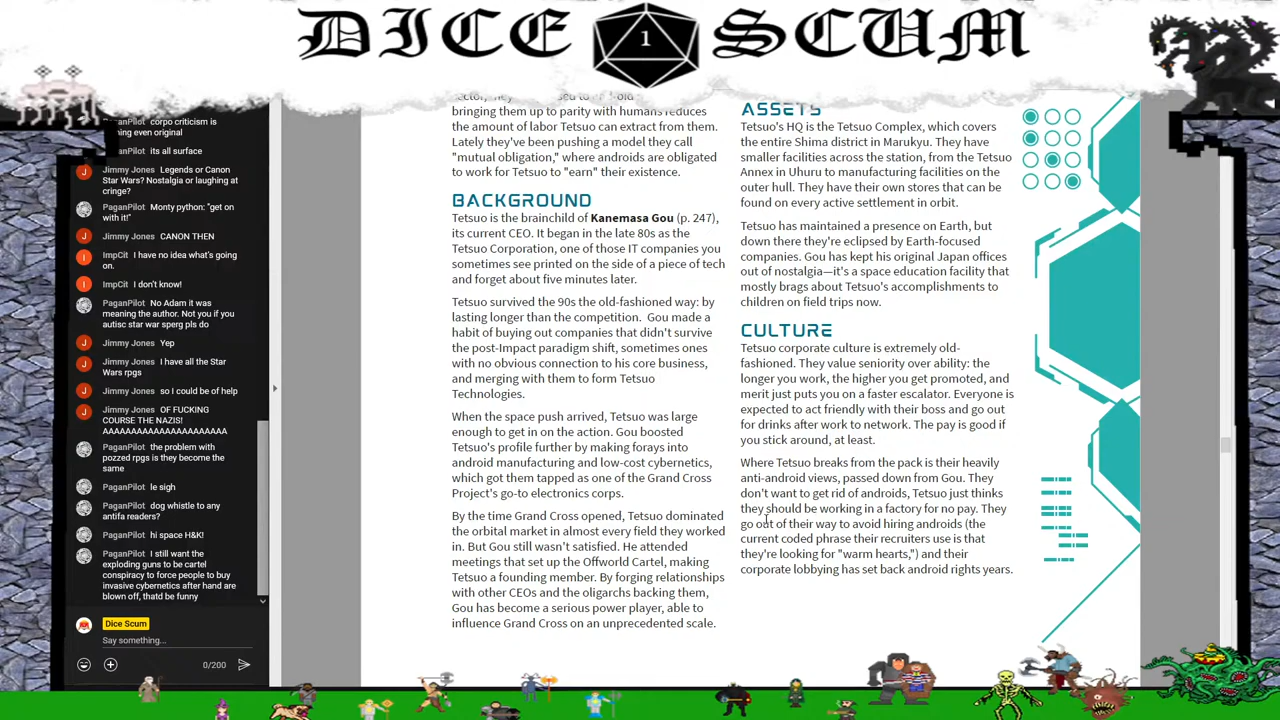 DICE 1 SCUM
corpo criticism is
even original
PaganPilot its all surface
Jimmy Jones Legends or Canon
Star Wars? Nostalgia or laughing at
cringe?
PaganPilot Monty python: "get on
with it!"
Jimmy Jones CANON THEN
ImpCit I have no idea what's going
on.
ImpCit I don't know!
PaganPilot No Adam it was
meaning the author. Not you if you
autisc star war sperg pls do
Jimmy Jones Yep
Jimmy Jones I have all the Star
Wars rpgs
Jimmy Jones so I could be of help
Jimmy Jones OF FUCKING
COURSE THE NAZIS!
AAAAAAAAAAAAAAAAAAAAA
PaganPilot the problem with
pozzed rpgs is they become the
same
PaganPilot le sigh
PaganPilot dog whistle to any
antifa readers?
PaganPilot hi space H&K!
PaganPilot I still want the
exploding guns to be cartel
conspiracy to force people to buy
invasive cybernetics after hand are
blown off, thatd be funny
Dice Scum
Say something...
0/200
bringing them up to parity with humans reduces
the amount of labor Tetsuo can extract from them.
Lately they've been pushing a model they call
"mutual obligation," where androids are obligated
to work for Tetsuo to "earn" their existence.
BACKGROUND
Tetsuo is the brainchild of Kanemasa Gou (p. 247),
its current CEO. It began in the late 80s as the
Tetsuo Corporation, one of those IT companies you
sometimes see printed on the side of a piece of tech
and forget about five minutes later.
Tetsuo survived the 90s the old-fashioned way: by
lasting longer than the competition. Gou made a
habit of buying out companies that didn't survive
the post-Impact paradigm shift, sometimes ones
with no obvious connection to his core business,
and merging with them to form Tetsuo
Technologies.
When the space push arrived, Tetsuo was large
enough to get in on the action. Gou boosted
Tetsuo's profile further by making forays into
android manufacturing and low-cost cybernetics,
which got them tapped as one of the Grand Cross
Project's go-to electronics corps.
By the time Grand Cross opened, Tetsuo dominated
the orbital market in almost every field they worked
in. But Gou still wasn't satisfied. He attended
meetings that set up the Offworld Cartel, making
Tetsuo a founding member. By forging relationships
with other CEOs and the oligarchs backing them,
Gou has become a serious power player, able to
influence Grand Cross on an unprecedented scale.
ASSETS
Tetsuo's HQ is the Tetsuo Complex, which covers
the entire Shima district in Marukyu. They have
smaller facilities across the station, from the Tetsuo
Annex in Uhuru to manufacturing facilities on the
outer hull. They have their own stores that can be
found on every active settlement in orbit.
Tetsuo has maintained a presence on Earth, but
down there they're eclipsed by Earth-focused
companies. Gou has kept his original Japan offices
out of nostalgia—it's a space education facility that
mostly brags about Tetsuo's accomplishments to
children on field trips now.
CULTURE
Tetsuo corporate culture is extremely old-
fashioned. They value seniority over ability: the
longer you work, the higher you get promoted, and
merit just puts you on a faster escalator. Everyone is
expected to act friendly with their boss and go out
for drinks after work to network. The pay is good if
you stick around, at least.
Where Tetsuo breaks from the pack is their heavily
anti-android views, passed down from Gou. They
don't want to get rid of androids, Tetsuo just thinks
they should be working in a factory for no pay. They
go out of their way to avoid hiring androids (the
current coded phrase their recruiters use is that
they're looking for "warm hearts,") and their
corporate lobbying has set back android rights years.